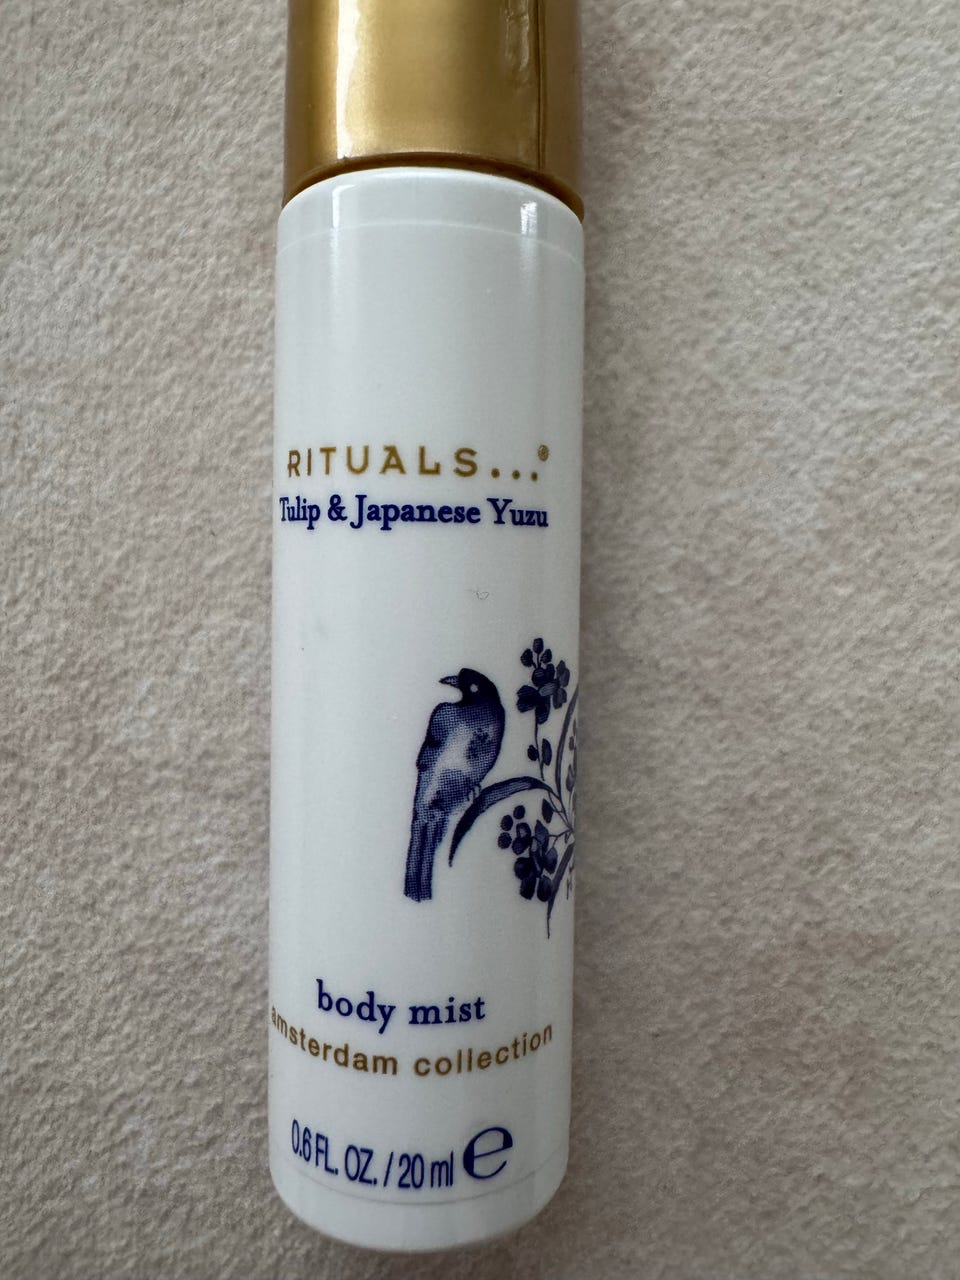 RITUALS...®
Tulip & Japanese Yuzu
body mist
amsterdam collection
0.6 FL. OZ. / 20 ml ℮